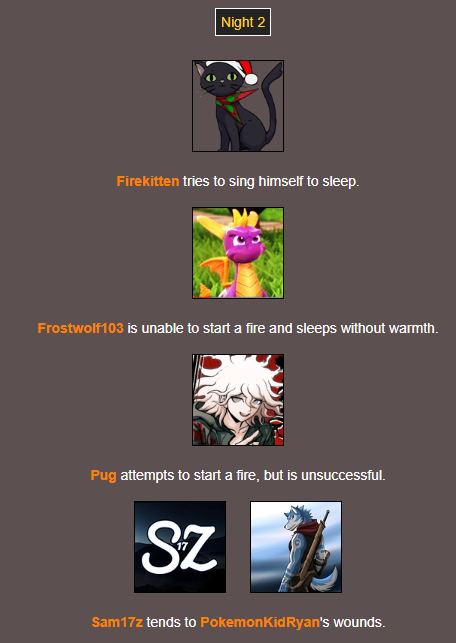 Night 2
Firekitten tries to sing himself to sleep.
Frostwolf103 is unable to start a fire and sleeps without warmth.
Pug attempts to start a fire, but is unsuccessful.
SZ
17
Sam17z tends to PokemonKidRyan's wounds.